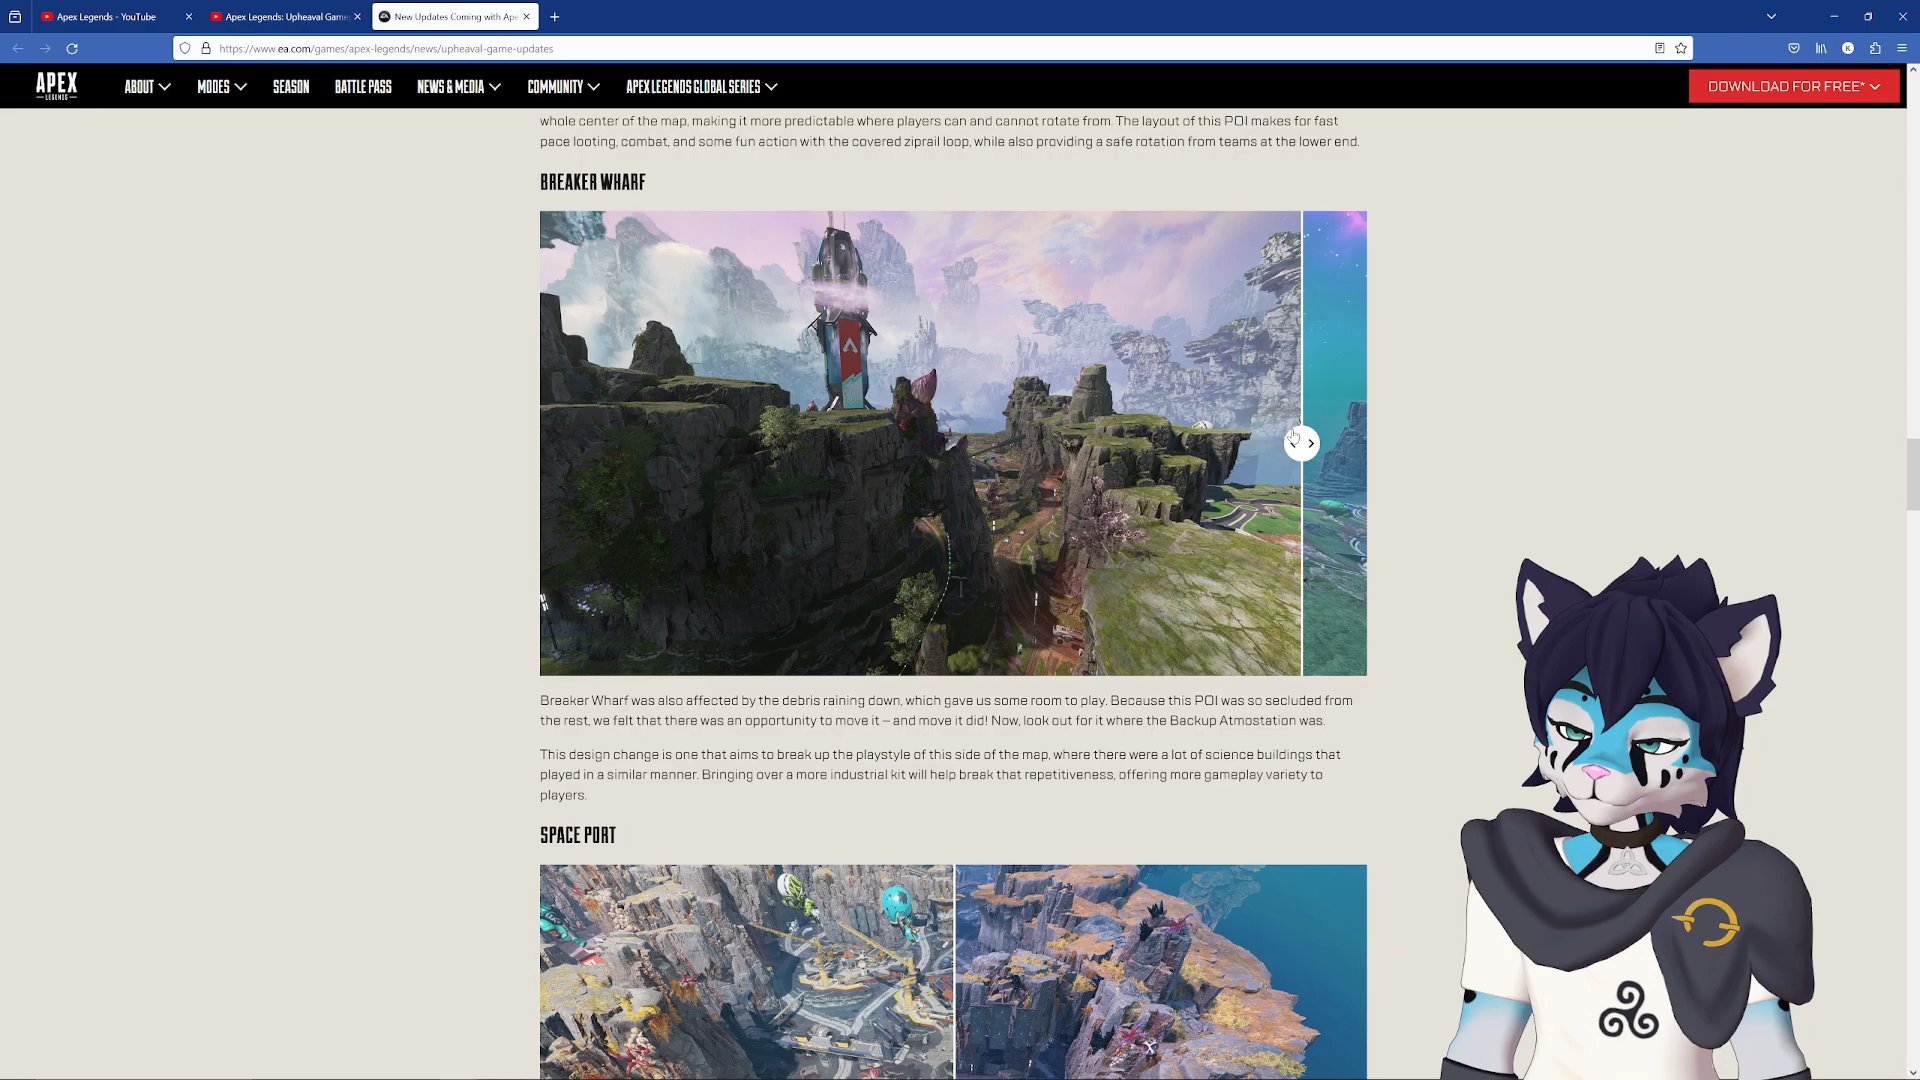 Apex Legends - YouTube
Apex Legends: Upheaval Game
New Updates Coming with Ape
https://www.ea.com/games/apex-legends/news/upheaval-game-updates
K
APEX
LEGENDS
ABOUT
MODES
SEASON
BATTLE PASS
NEWS & MEDIA
COMMUNITY
APEX LEGENDS GLOBAL SERIES
DOWNLOAD FOR FREE*
whole center of the map, making it more predictable where players can and cannot rotate from. The layout of this POI makes for fast
pace looting, combat, and some fun action with the covered ziprail loop, while also providing a safe rotation from teams at the lower end.
BREAKER WHARF
Breaker Wharf was also affected by the debris raining down, which gave us some room to play. Because this POI was so secluded from
the rest, we felt that there was an opportunity to move it – and move it did! Now, look out for it where the Backup Atmostation was.
This design change is one that aims to break up the playstyle of this side of the map, where there were a lot of science buildings that
played in a similar manner. Bringing over a more industrial kit will help break that repetitiveness, offering more gameplay variety to
players.
SPACE PORT